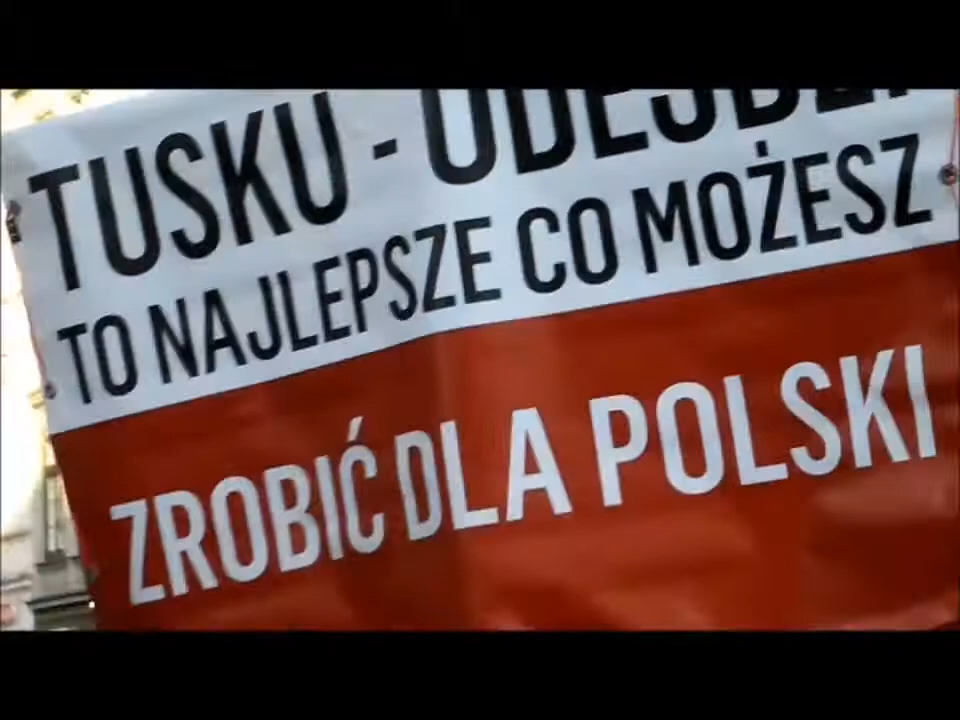 TUSKU -
TO NAJLEPSZE CO MOŻESZ
ZROBIĆ DLA POLSKI